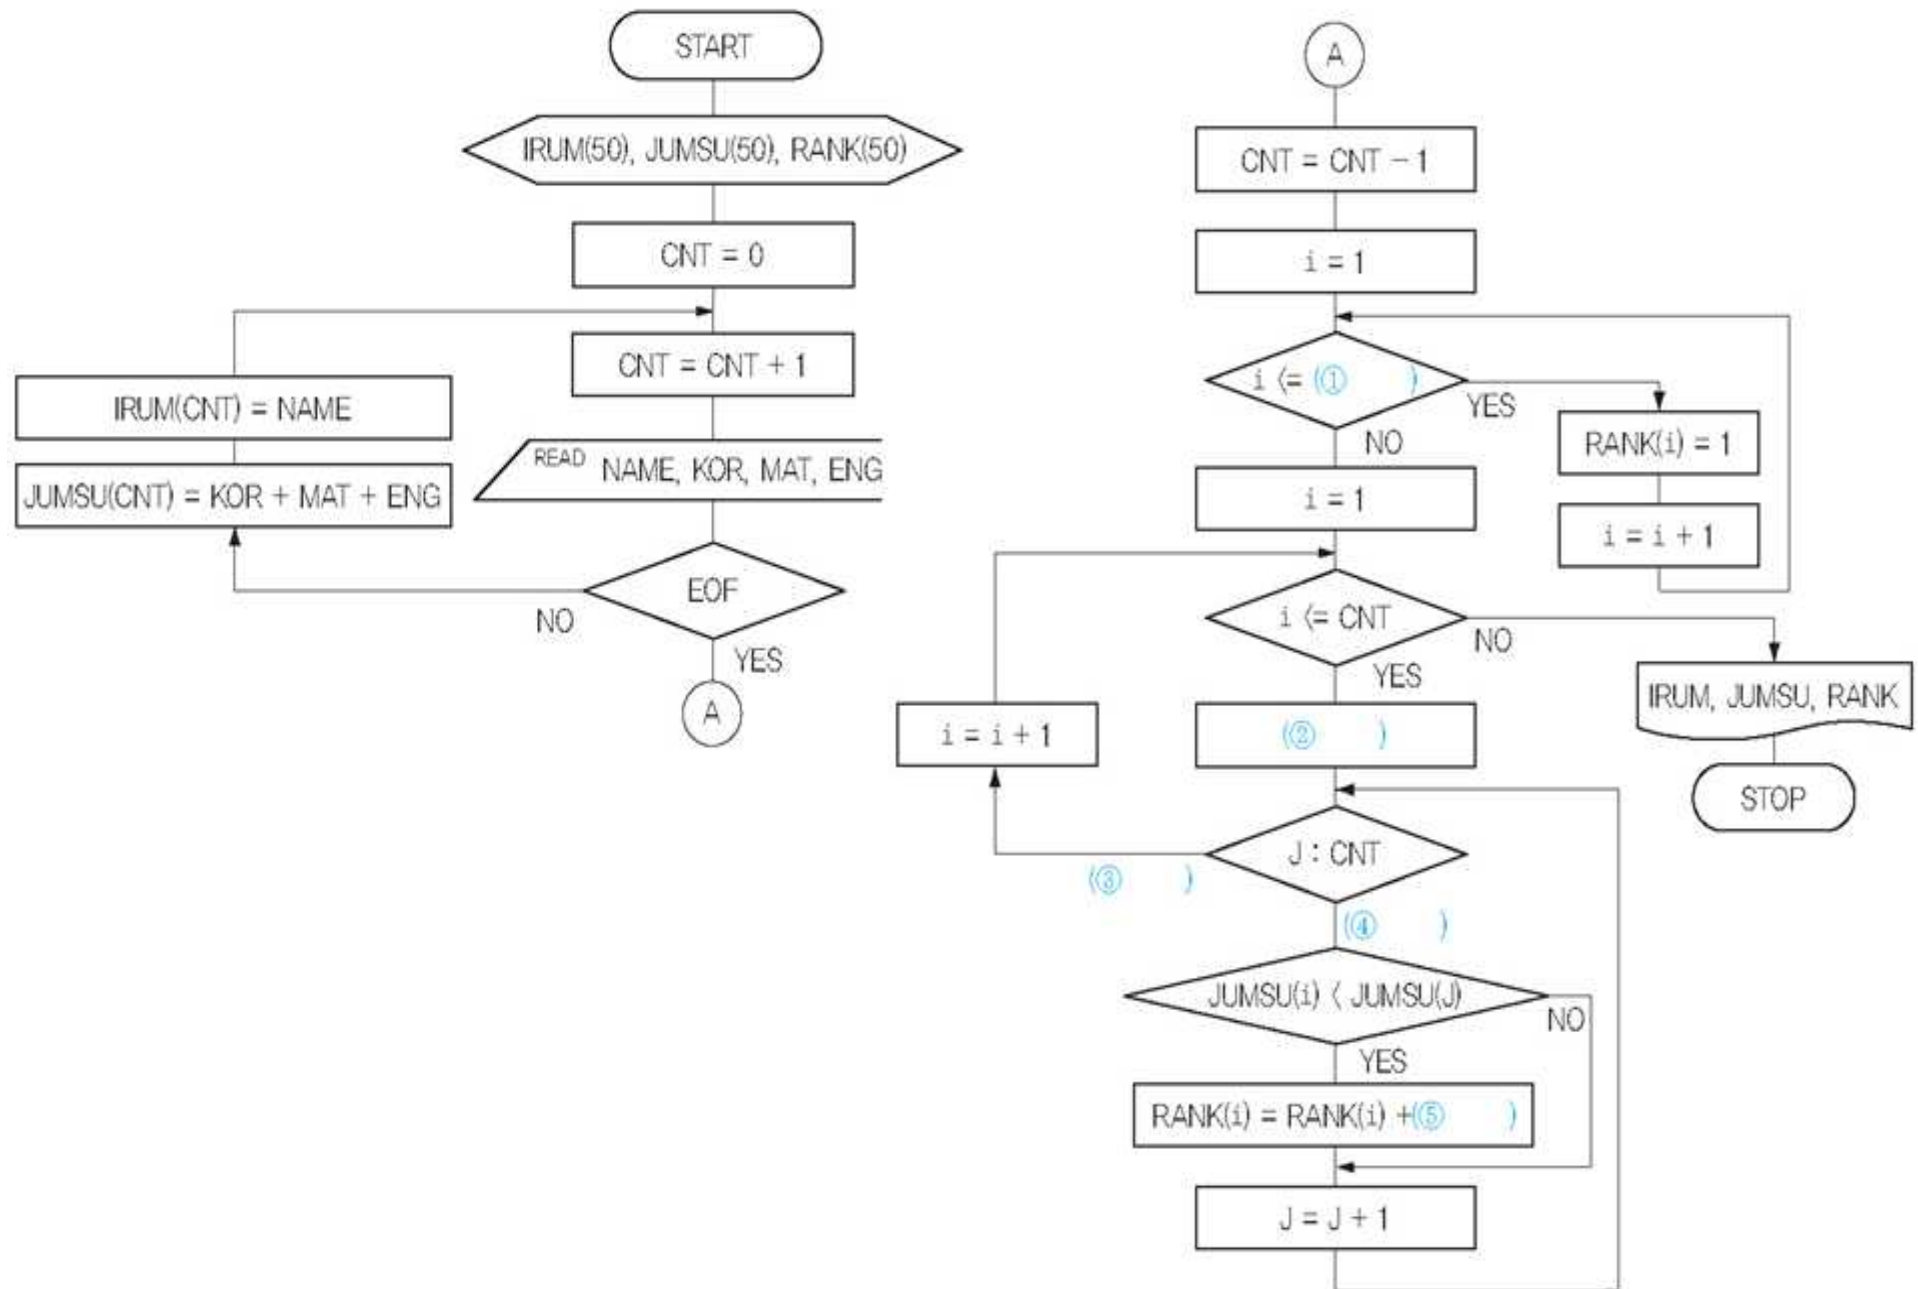 START
IRUM(50), JUMSU(50), RANK(50)
CNT = 0
CNT = CNT + 1
READ NAME, KOR, MAT, ENG
EOF
NO
YES
JUMSU(CNT) = KOR + MAT + ENG
IRUM(CNT) = NAME
A
A
CNT = CNT - 1
i = 1
i <= (① )
YES
NO
RANK(i) = 1
i = i + 1
i = 1
i <= CNT
NO
YES
IRUM, JUMSU, RANK
STOP
(② )
i = i + 1
J : CNT
(③ )
(④ )
JUMSU(i) < JUMSU(J)
NO
YES
RANK(i) = RANK(i) +(⑤ )
J = J + 1